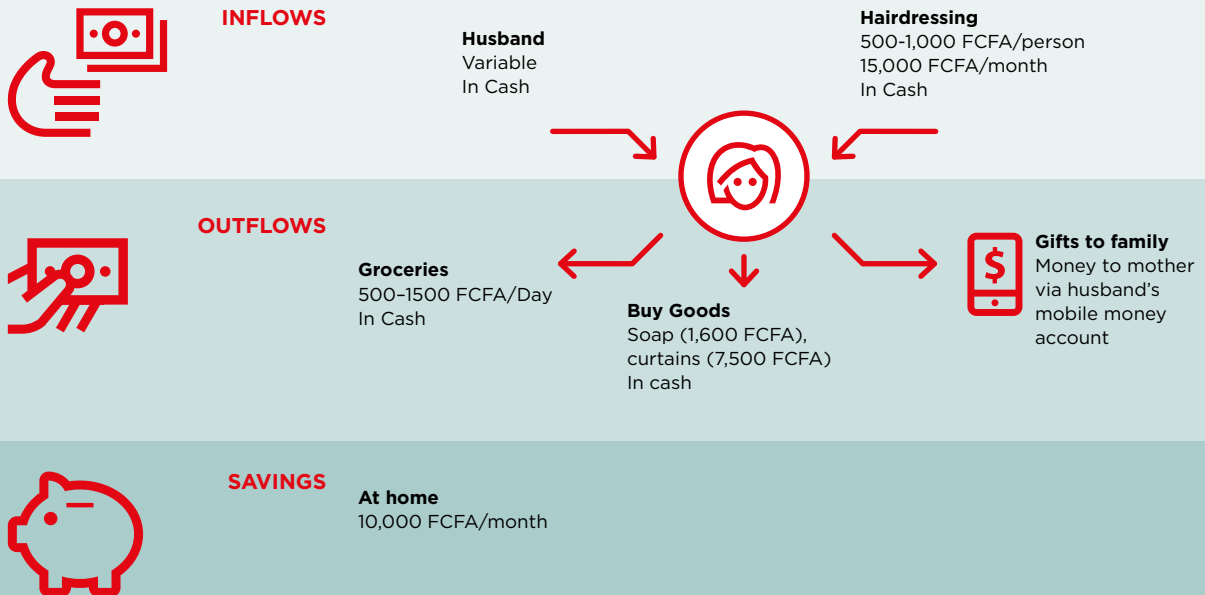 INFLOWS
Husband
Variable
In Cash
Hairdressing
500-1,000 FCFA/person
15,000 FCFA/month
In Cash
OUTFLOWS
Groceries
500–1500 FCFA/Day
In Cash
Buy Goods
Soap (1,600 FCFA),
curtains (7,500 FCFA)
In cash
$
Gifts to family
Money to mother
via husband’s
mobile money
account
SAVINGS
At home
10,000 FCFA/month